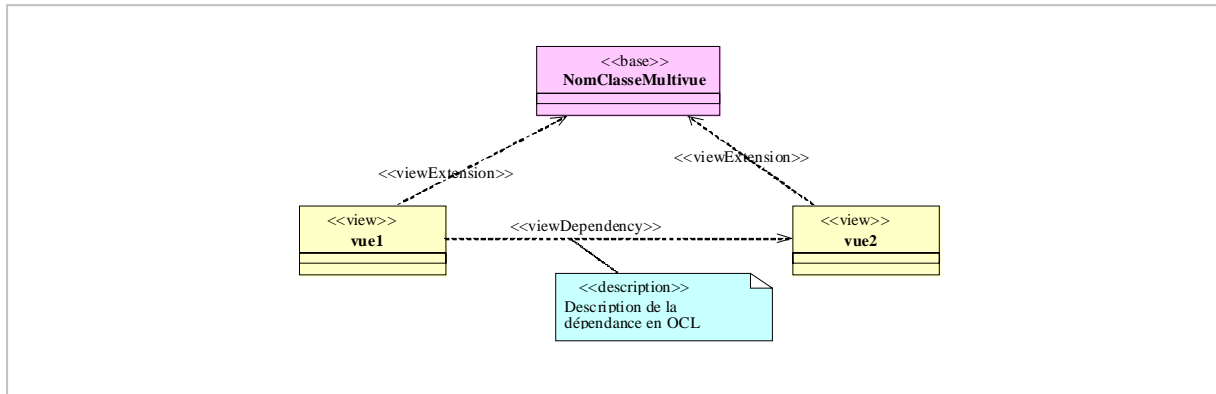 <<base>>
NomClasseMultivue
<<viewExtension>>
<<viewExtension>>
<<view>>
vue1
<<viewDependency>>
<<view>>
vue2
<<description>>
Description de la
dépendance en OCL